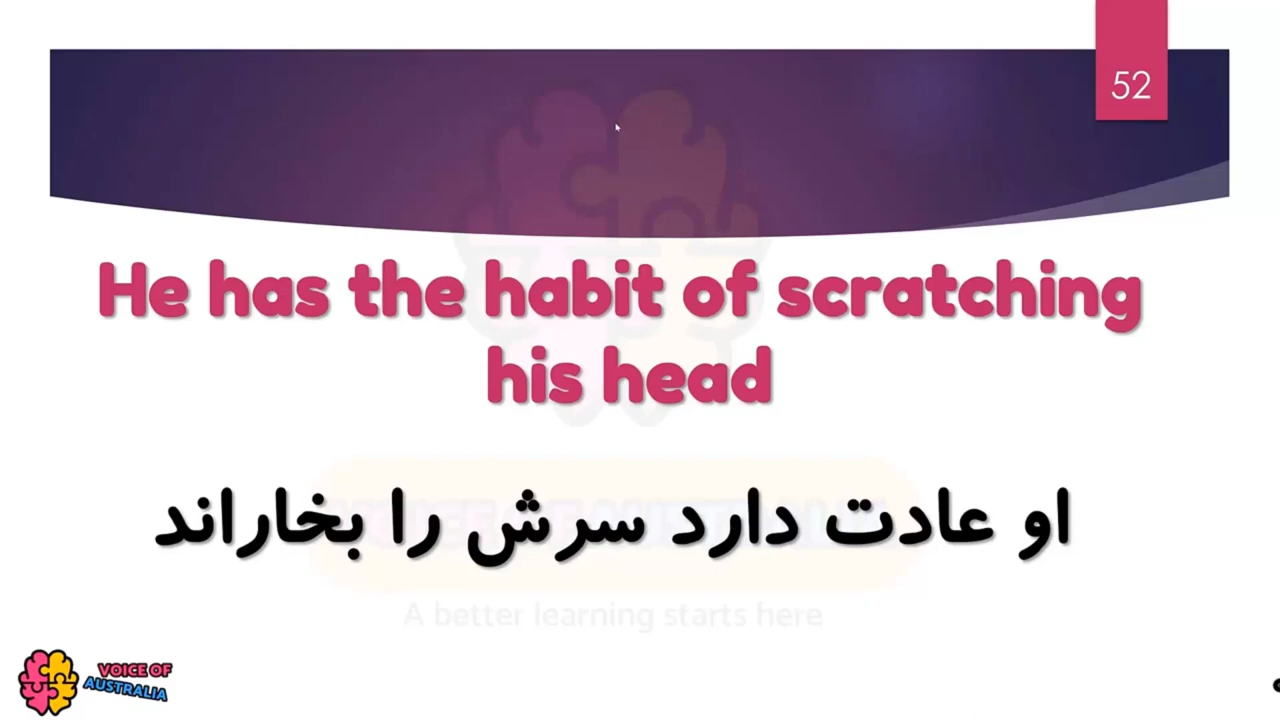 52
He has the habit of scratching
his head
او عادت دارد سرش را بخاراند
A better learning starts here
VOICE OF
AUSTRALIA